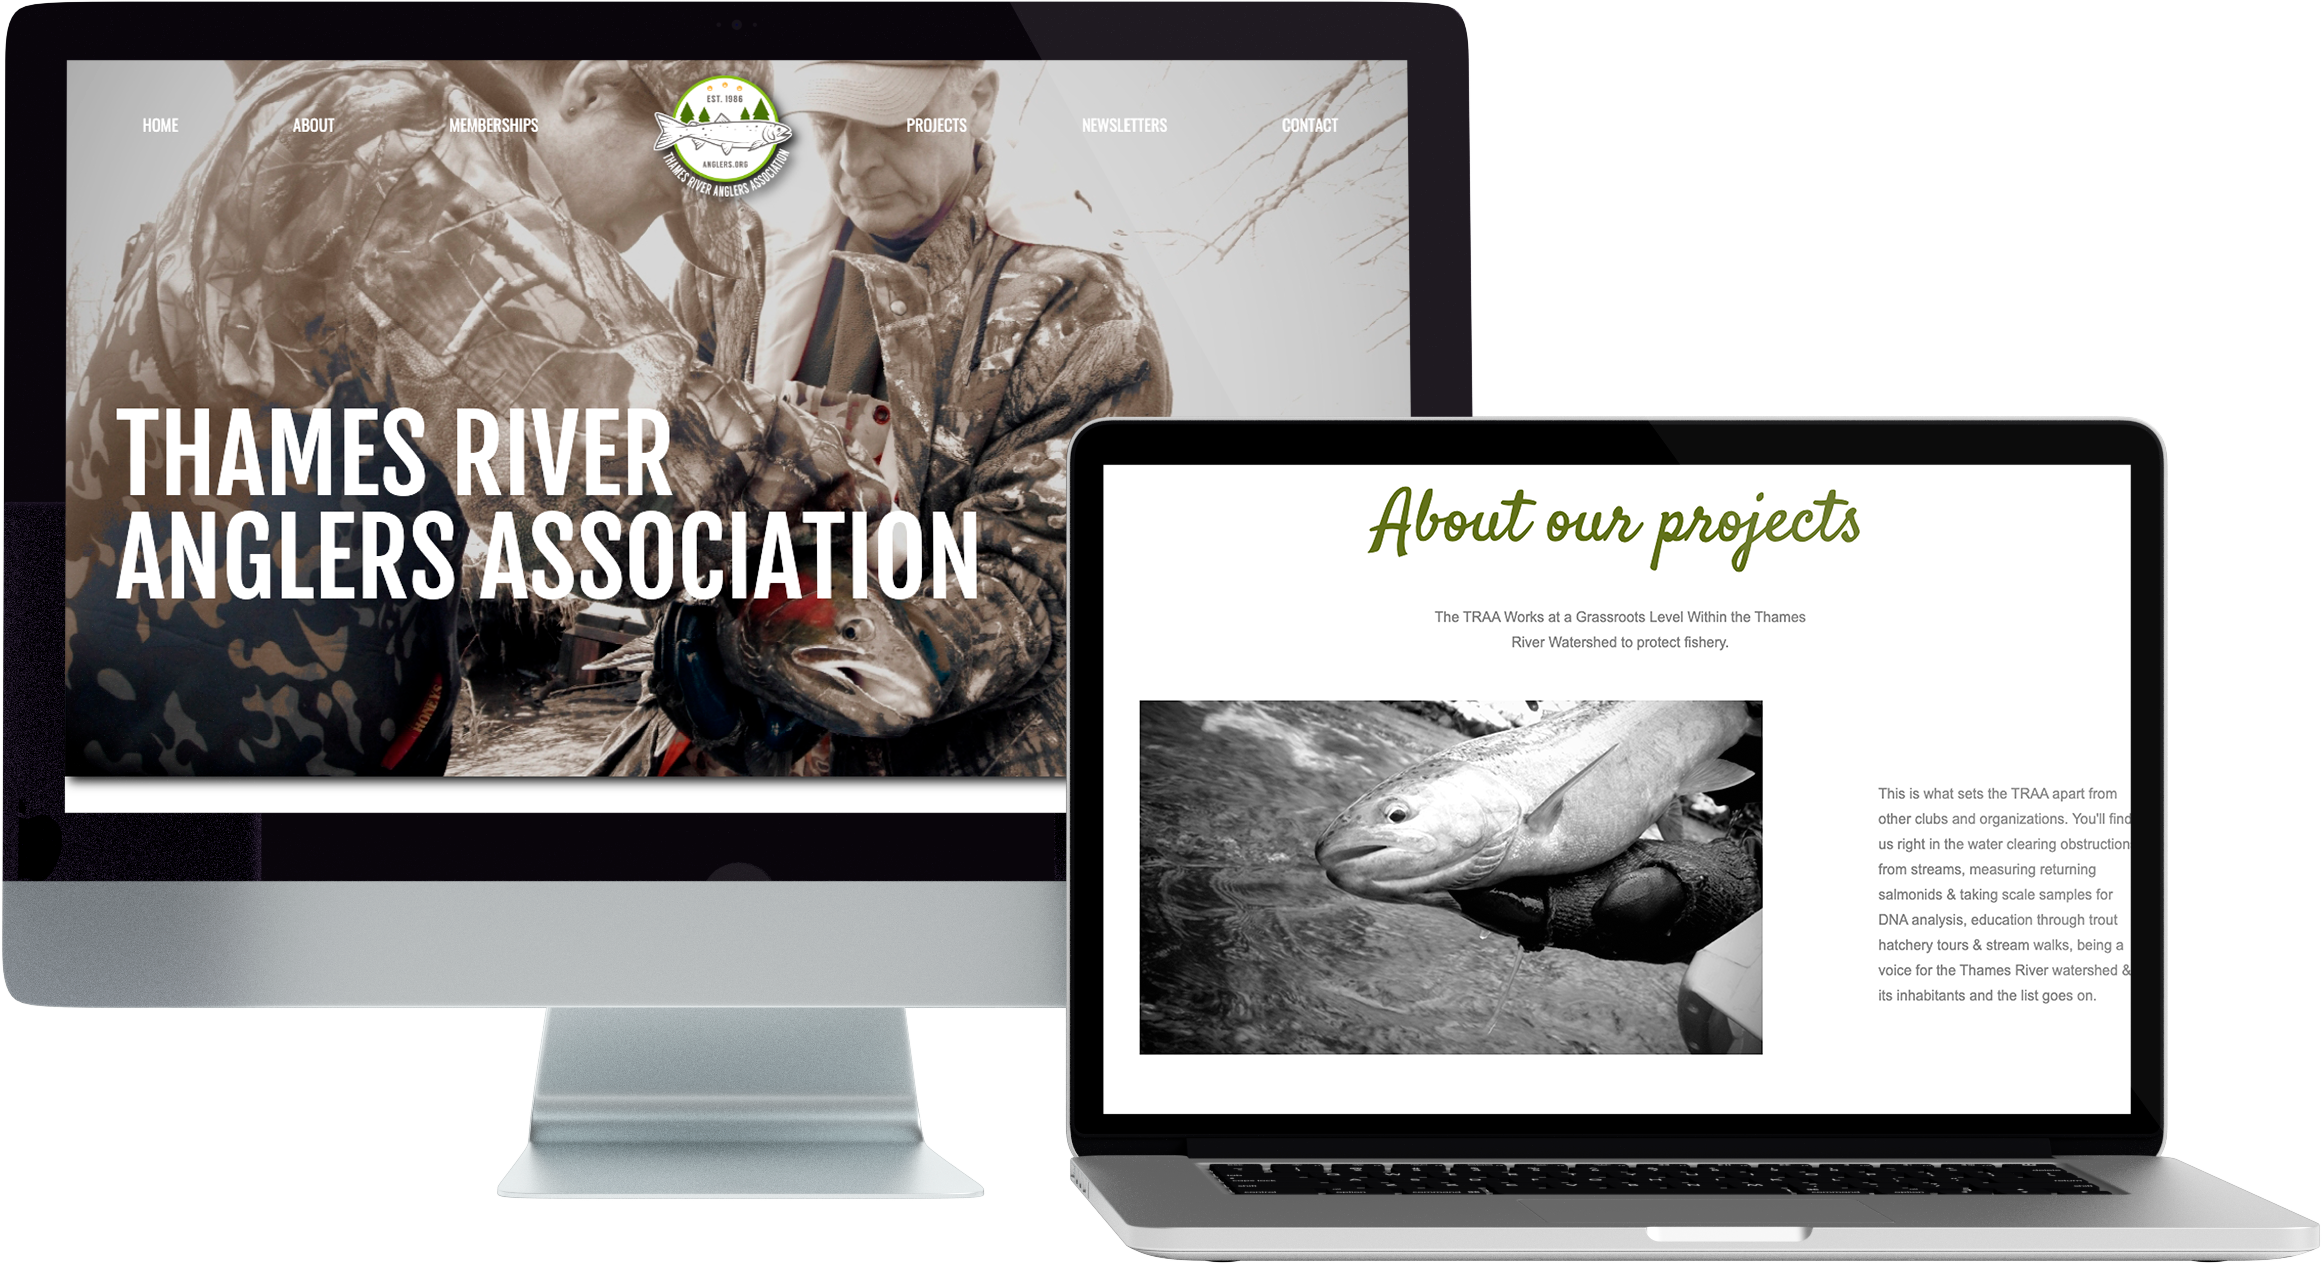 HOME
ABOUT
MEMBERSHIPS
EST. 1986
ANGLERS.ORG
THAMES RIVER ANGLERS ASSOCIATION
PROJECTS
NEWSLETTERS
CONTACT
THAMES RIVER
ANGLERS ASSOCIATION
About our projects
The TRAA Works at a Grassroots Level Within the Thames
River Watershed to protect fishery.
This is what sets the TRAA apart from
other clubs and organizations. You'll find
us right in the water clearing obstruction
from streams, measuring returning
salmonids & taking scale samples for
DNA analysis, education through trout
hatchery tours & stream walks, being a
voice for the Thames River watershed &
its inhabitants and the list goes on.